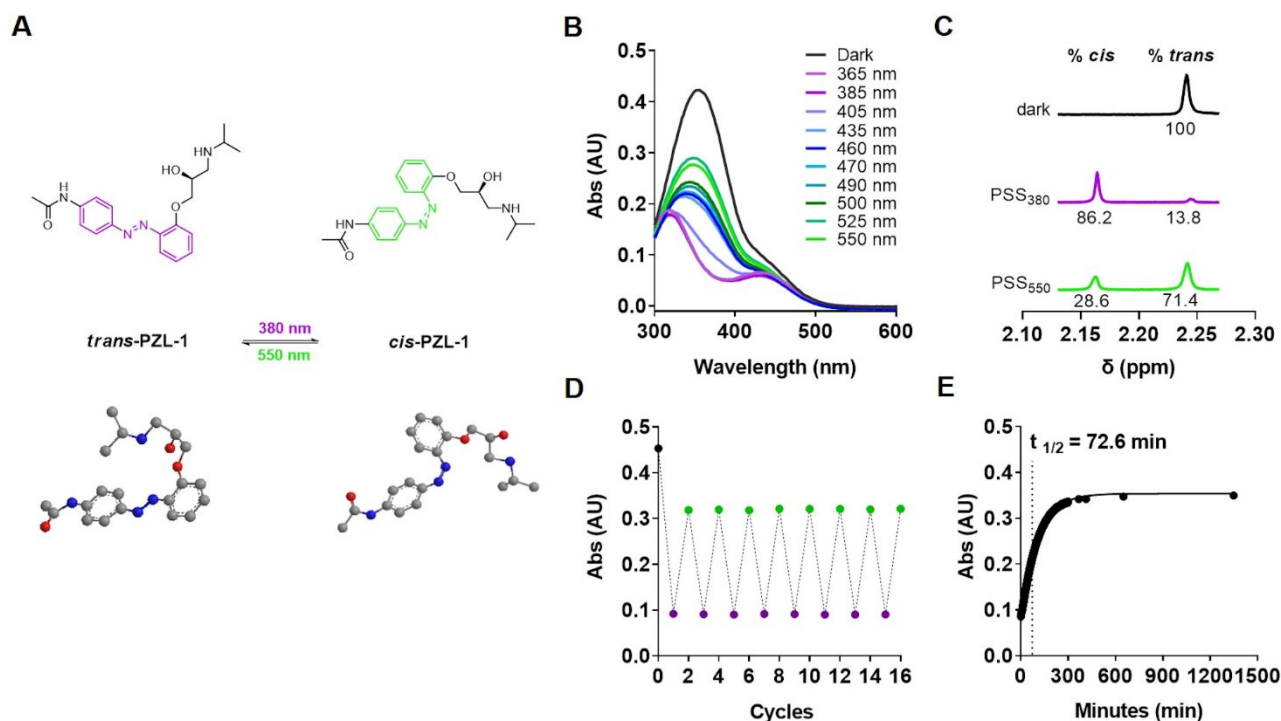 A
HN
OH
O
H
N
O
N
N
O
OH
HN
N
N
HN
O
trans-PZL-1
380 nm
550 nm
cis-PZL-1
B
0.5
0.4
0.3
0.2
0.1
0.0
Abs (AU)
Dark
365 nm
385 nm
405 nm
435 nm
460 nm
470 nm
490 nm
500 nm
525 nm
550 nm
300
400
500
600
Wavelength (nm)
C
% cis
% trans
dark
100
PSS380
86.2
13.8
PSS550
28.6
71.4
2.10
2.15
2.20
2.25
2.30
δ (ppm)
D
0.5
0.4
0.3
0.2
0.1
0.0
Abs (AU)
0 2 4 6 8 10 12 14 16
Cycles
E
t 1/2 = 72.6 min
0.5
0.4
0.3
0.2
0.1
0.0
Abs (AU)
0 300 600 900 1200 1500
Minutes (min)